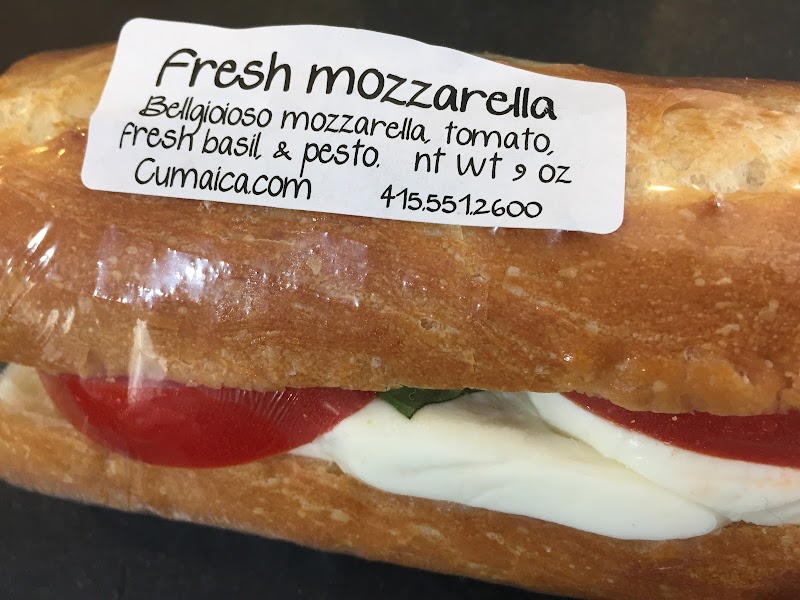 Fresh mozzarella
Bellgioioso mozzarella, tomato,
fresh basil, & pesto. nt wt 9 oz
Cumaica.com 415.551.2600